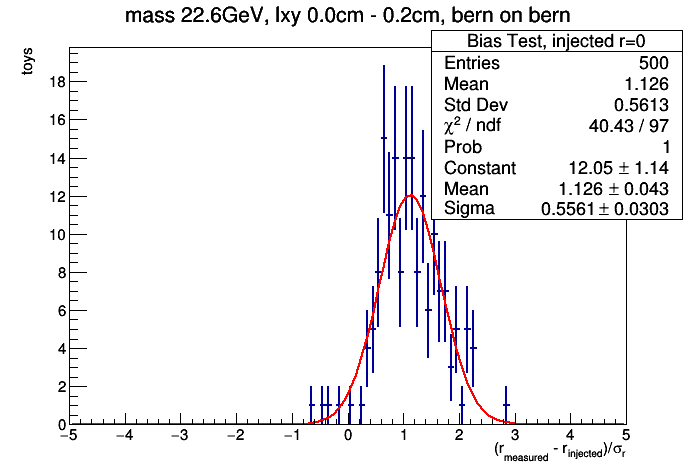 mass 22.6GeV, lxy 0.0cm - 0.2cm, bern on bern
Bias Test, injected r=0
Entries 500
Mean 1.126
Std Dev 0.5613
χ² / ndf 40.43 / 97
Prob 1
Constant 12.05 ± 1.14
Mean 1.126 ± 0.043
Sigma 0.5561 ± 0.0303
toys
18
16
14
12
10
8
6
4
2
0
−5 −4 −3 −2 −1 0 1 2 3 4 5
(r_measured - r_injected)/σ_r